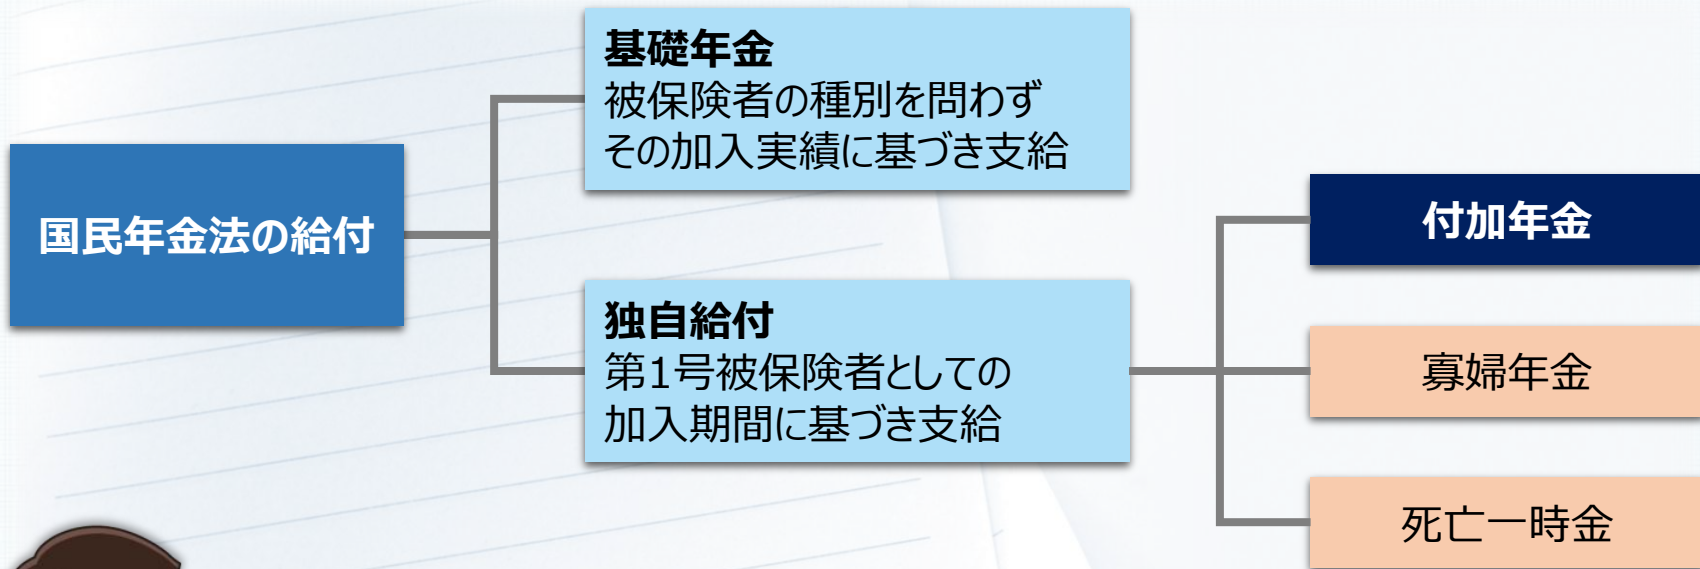 国民年金法の給付
基礎年金
被保険者の種別を問わず
その加入実績に基づき支給
独自給付
第1号被保険者としての
加入期間に基づき支給
付加年金
寡婦年金
死亡一時金